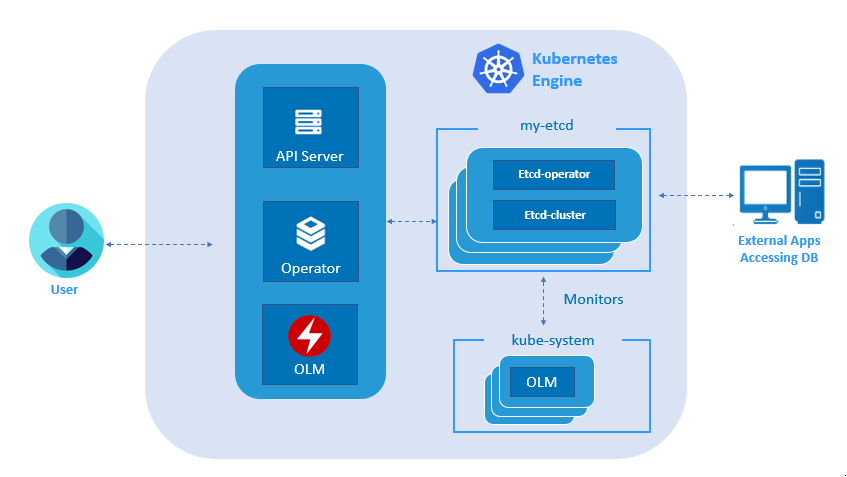 Kubernetes
Engine
API Server
Operator
OLM
my-etcd
Etcd-operator
Etcd-cluster
Monitors
kube-system
OLM
User
External Apps
Accessing DB